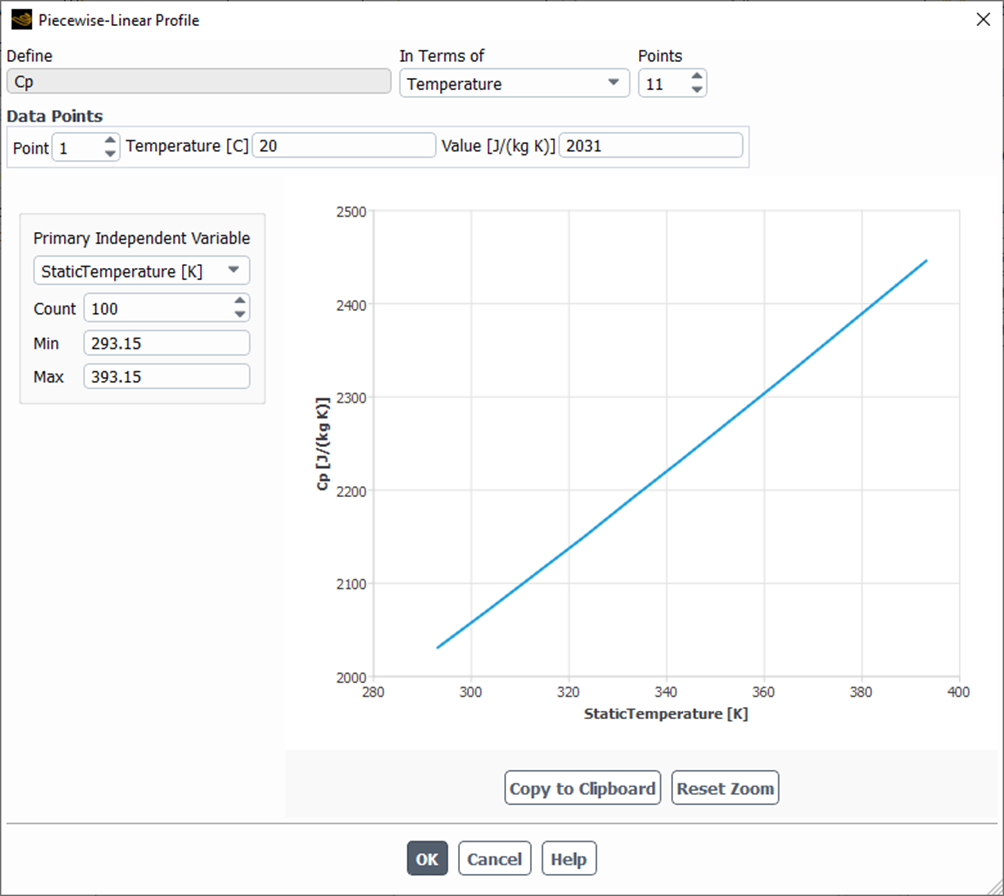 Piecewise-Linear Profile
Define In Terms of Points
Cp Temperature 11
Data Points
Point 1 Temperature [C] 20 Value [J/(kg K)] 2031
Primary Independent Variable
StaticTemperature [K]
Count 100
Min 293.15
Max 393.15
2500
2400
2300
2200
2100
2000
Cp [J/(kg K)]
280 300 320 340 360 380 400
StaticTemperature [K]
Copy to Clipboard Reset Zoom
OK Cancel Help